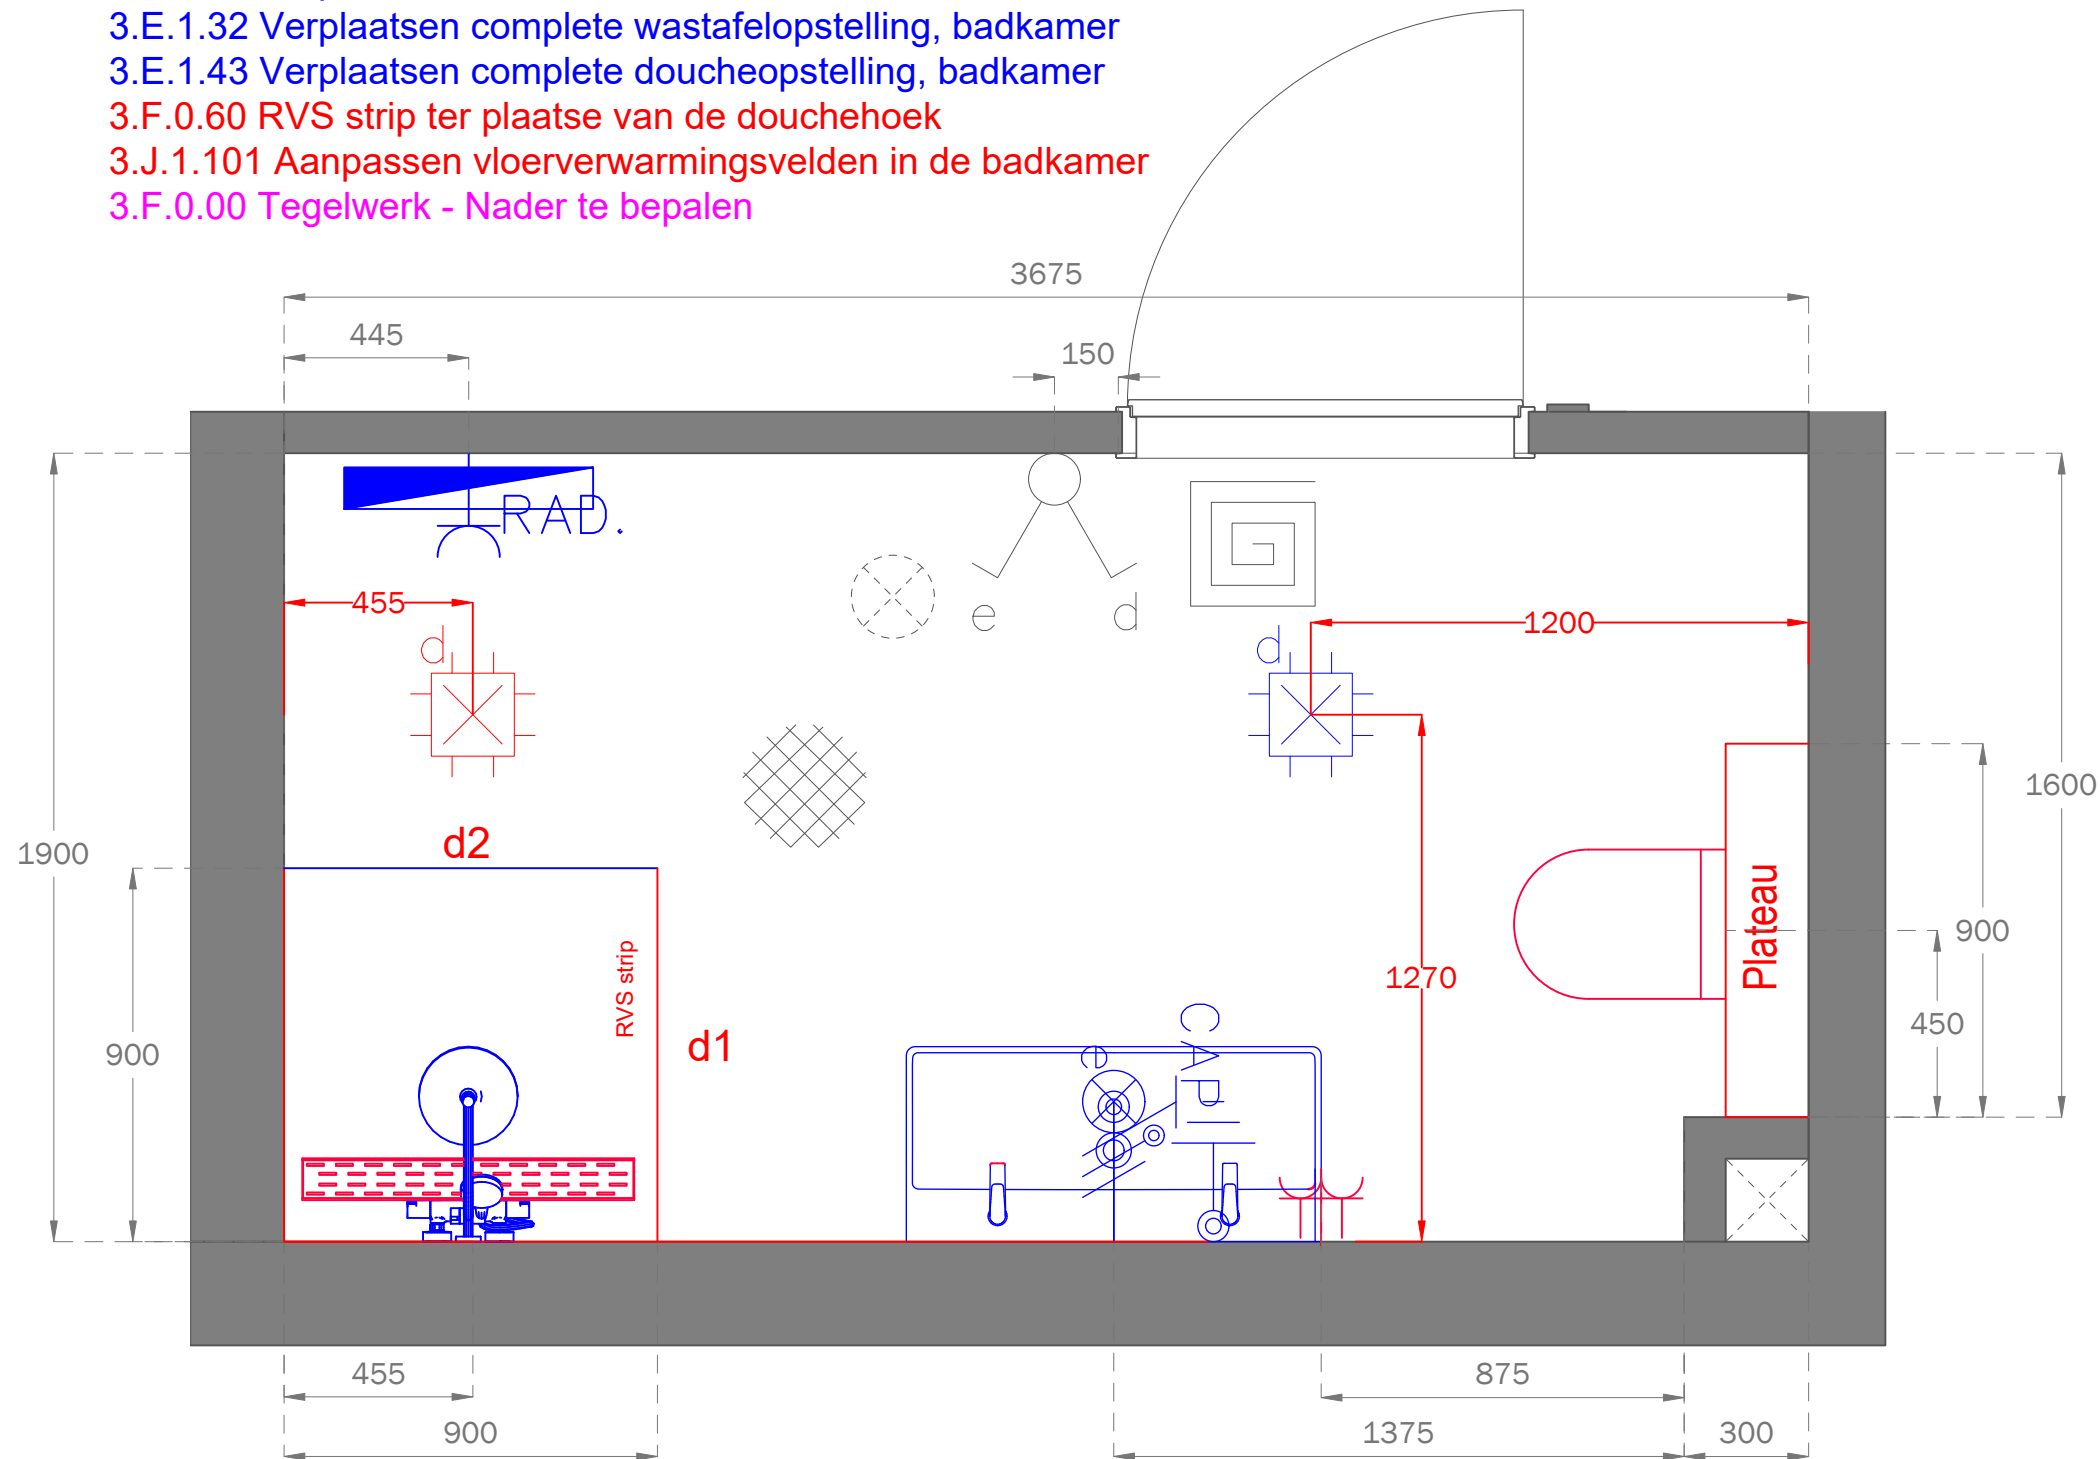 3.E.1.32 Verplaatsen complete wastafelopstelling, badkamer
3.E.1.43 Verplaatsen complete doucheopstelling, badkamer
3.F.0.60 RVS strip ter plaatse van de douchehoek
3.J.1.101 Aanpassen vloerverwarmingsvelden in de badkamer
3.F.0.00 Tegelwerk - Nader te bepalen
3675
445
150
RAD.
455
e
d
1200
d
d
1600
1900
d2
Plateau
900
RVS strip
1270
450
d1
900
e
CAP.
455
875
900
1375
300